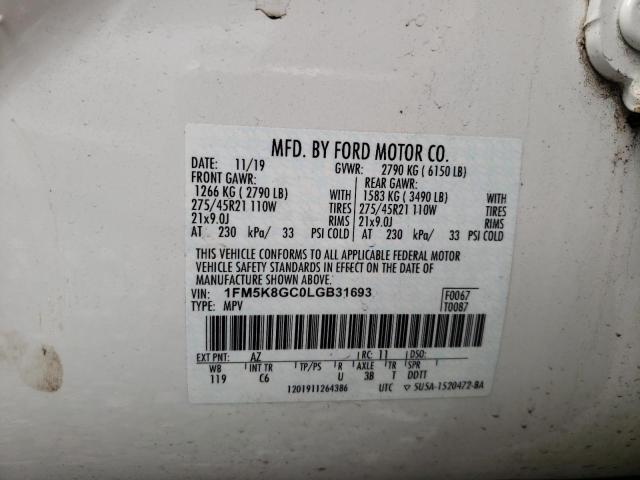 MFD. BY FORD MOTOR CO.
DATE: 11/19 GVWR: 2790 KG ( 6150 LB)
FRONT GAWR: REAR GAWR:
1266 KG ( 2790 LB) WITH 1583 KG ( 3490 LB) WITH
275/45R21 110W TIRES 275/45R21 110W TIRES
21x9.0J RIMS 21x9.0J RIMS
AT 230 kPa/ 33 PSI COLD AT 230 kPa/ 33 PSI COLD
THIS VEHICLE CONFORMS TO ALL APPLICABLE FEDERAL MOTOR
VEHICLE SAFETY STANDARDS IN EFFECT ON THE DATE OF
MANUFACTURE SHOWN ABOVE.
VIN: 1FM5K8GC0LGB31693 F0067
TYPE: MPV T0087
EXT PNT: AZ RC: 11 DSO:
WB INT TR TP/PS R AXLE TR SPR
119 C6 U 3B T DDTT
1201911264386 UTC ▽ 5USA-1520472-BA